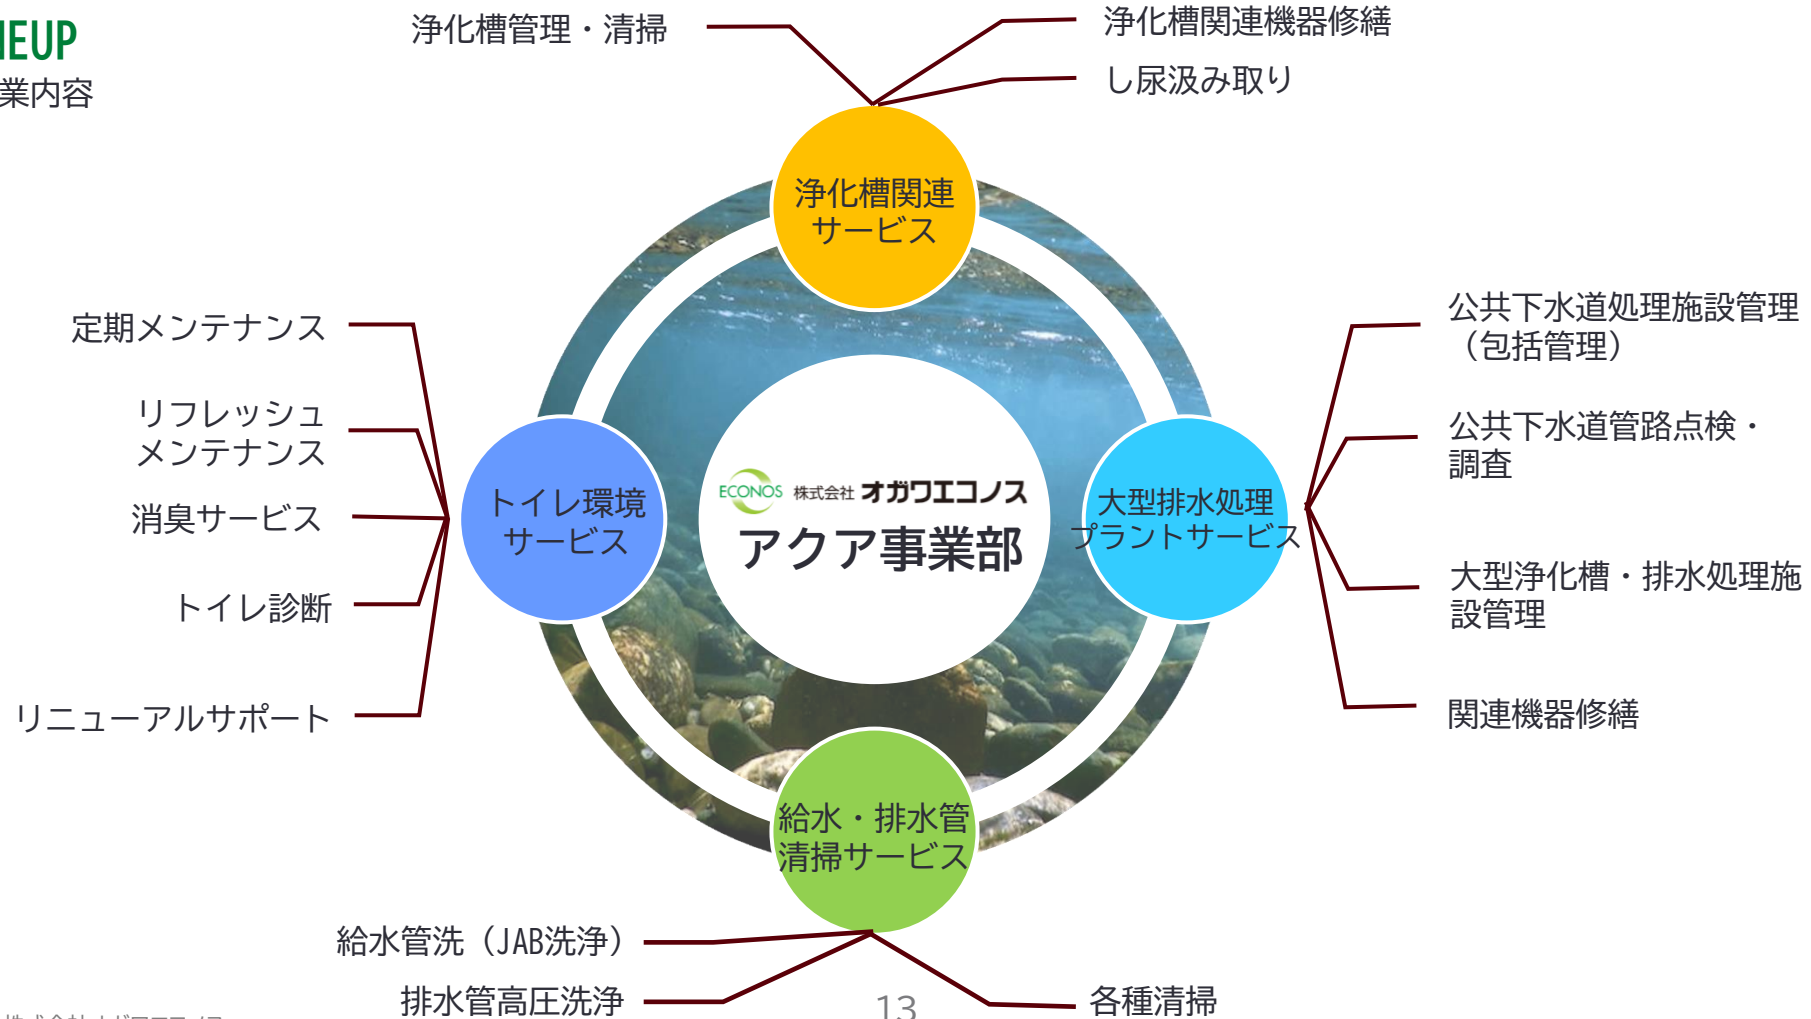 浄化槽管理・清掃
浄化槽関連機器修繕
し尿汲み取り
業内容
浄化槽関連
サービス
定期メンテナンス
リフレッシュ
メンテナンス
消臭サービス
トイレ診断
リニューアルサポート
トイレ環境
サービス
ECONOS 株式会社 オガワエコノス
アクア事業部
大型排水処理
プラントサービス
公共下水道処理施設管理
（包括管理）
公共下水道管路点検・
調査
大型浄化槽・排水処理施
設管理
関連機器修繕
給水・排水管
清掃サービス
給水管洗（JAB洗浄）
排水管高圧洗浄
各種清掃
13